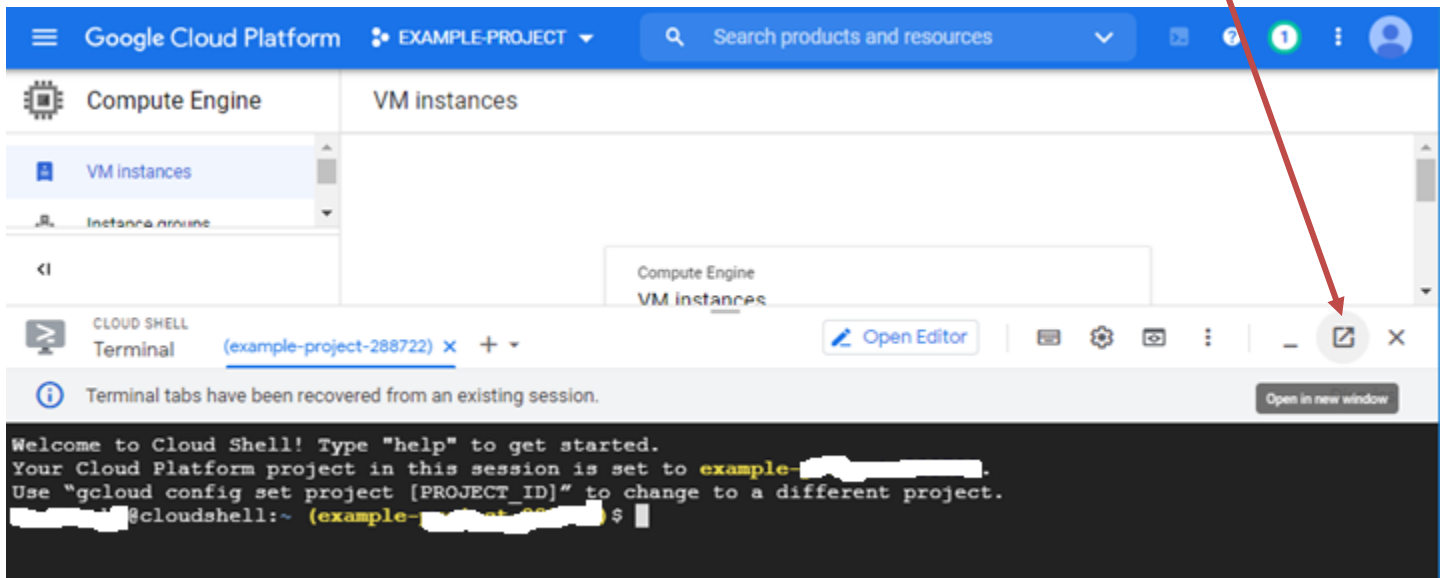 Google Cloud Platform EXAMPLE-PROJECT Search products and resources 1
Compute Engine VM instances
VM instances
Instance groups
Compute Engine
VM instances
CLOUD SHELL
Terminal (example-project-288722) Open Editor
Terminal tabs have been recovered from an existing session.
Open in new window
Welcome to Cloud Shell! Type "help" to get started.
Your Cloud Platform project in this session is set to example-.
Use "gcloud config set project [PROJECT_ID]" to change to a different project.
@cloudshell:~ (example-)$